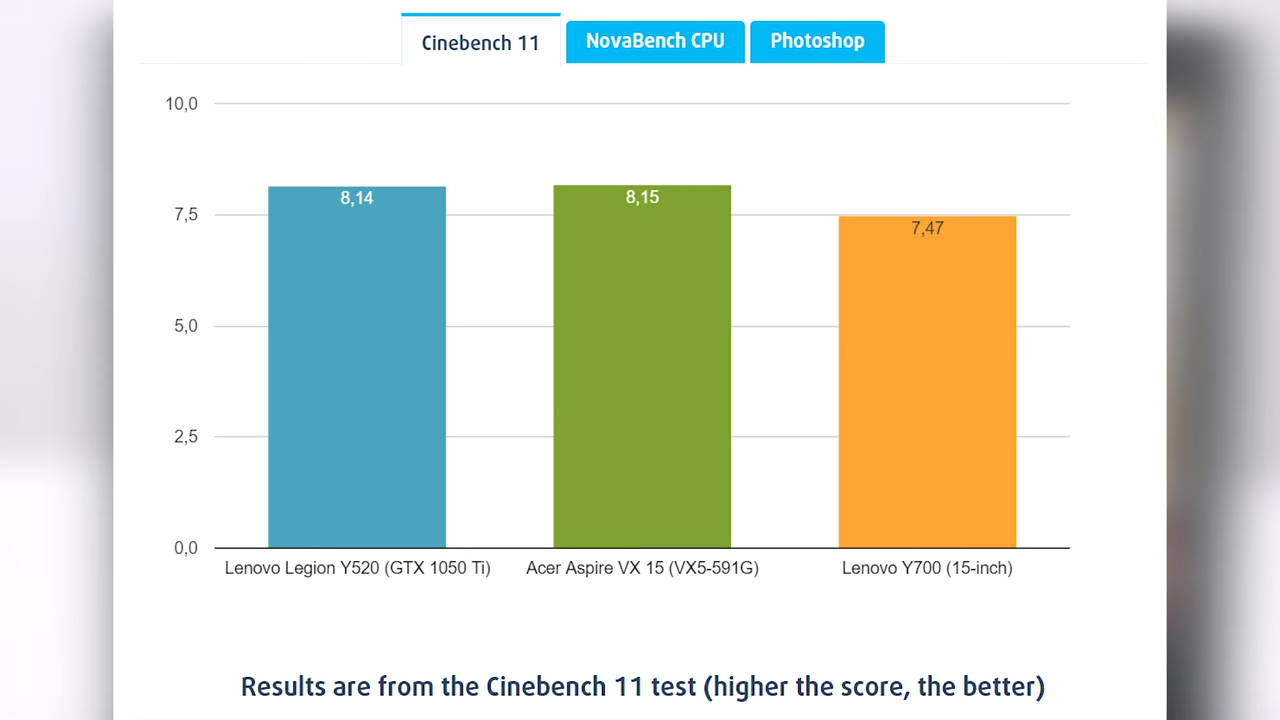 Cinebench 11
NovaBench CPU
Photoshop
10,0
8,14
8,15
7,5
7,47
5,0
2,5
0,0
Lenovo Legion Y520 (GTX 1050 Ti)
Acer Aspire VX 15 (VX5-591G)
Lenovo Y700 (15-inch)
Results are from the Cinebench 11 test (higher the score, the better)